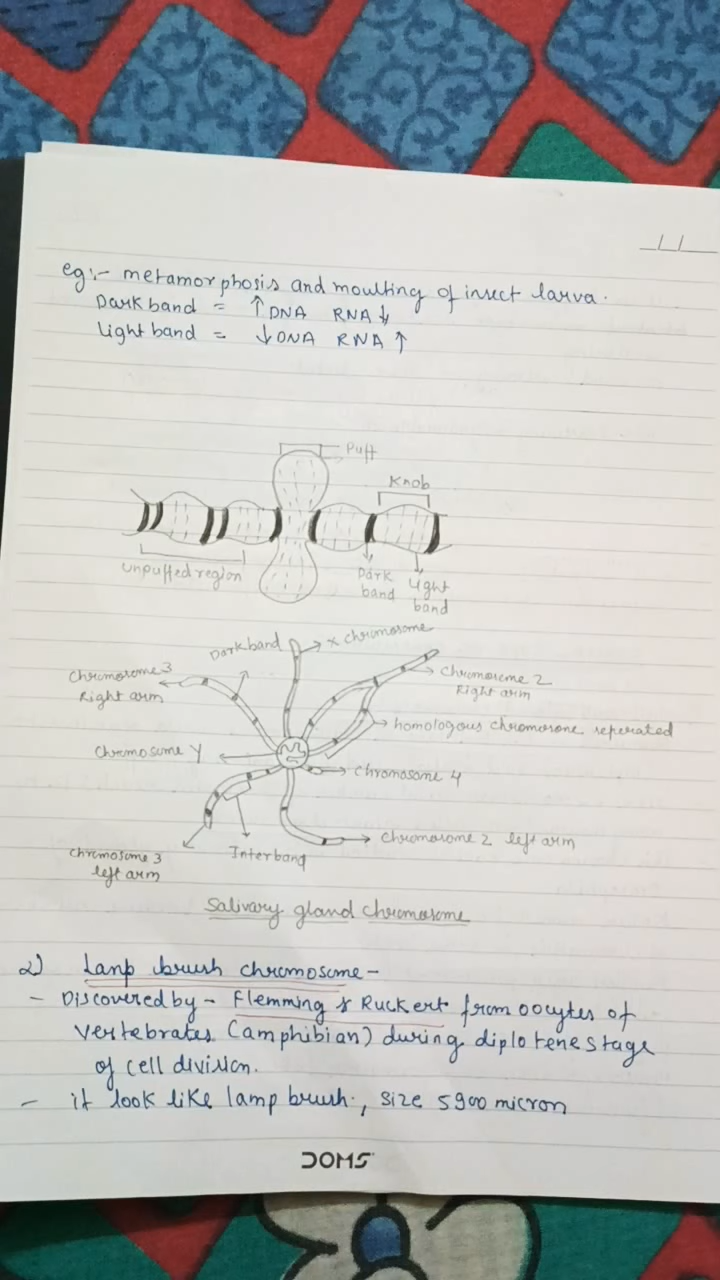 eg:- metamorphosis and moulting of insect larva.
Dark band = ↑ DNA RNA ↓
Light band = ↓ DNA RNA ↑
Puff
Knob
Unpuffed region
Dark band
Light band
Dark band
X chromosome
Chromosome 3
Right arm
Chromosome 2
Right arm
homologous chromosome seperated
Chromosome Y
Chromosome 4
Chromosome 2 left arm
Chromosome 3
left arm
Interband
Salivary gland Chromosome
2) Lamp brush chromosome -
- Discovered by - Flemming & Ruckert from oocytes of
vertebrates (amphibian) during diplotene stage
of cell division.
- it look like lamp brush., size 5900 micron
DOMS